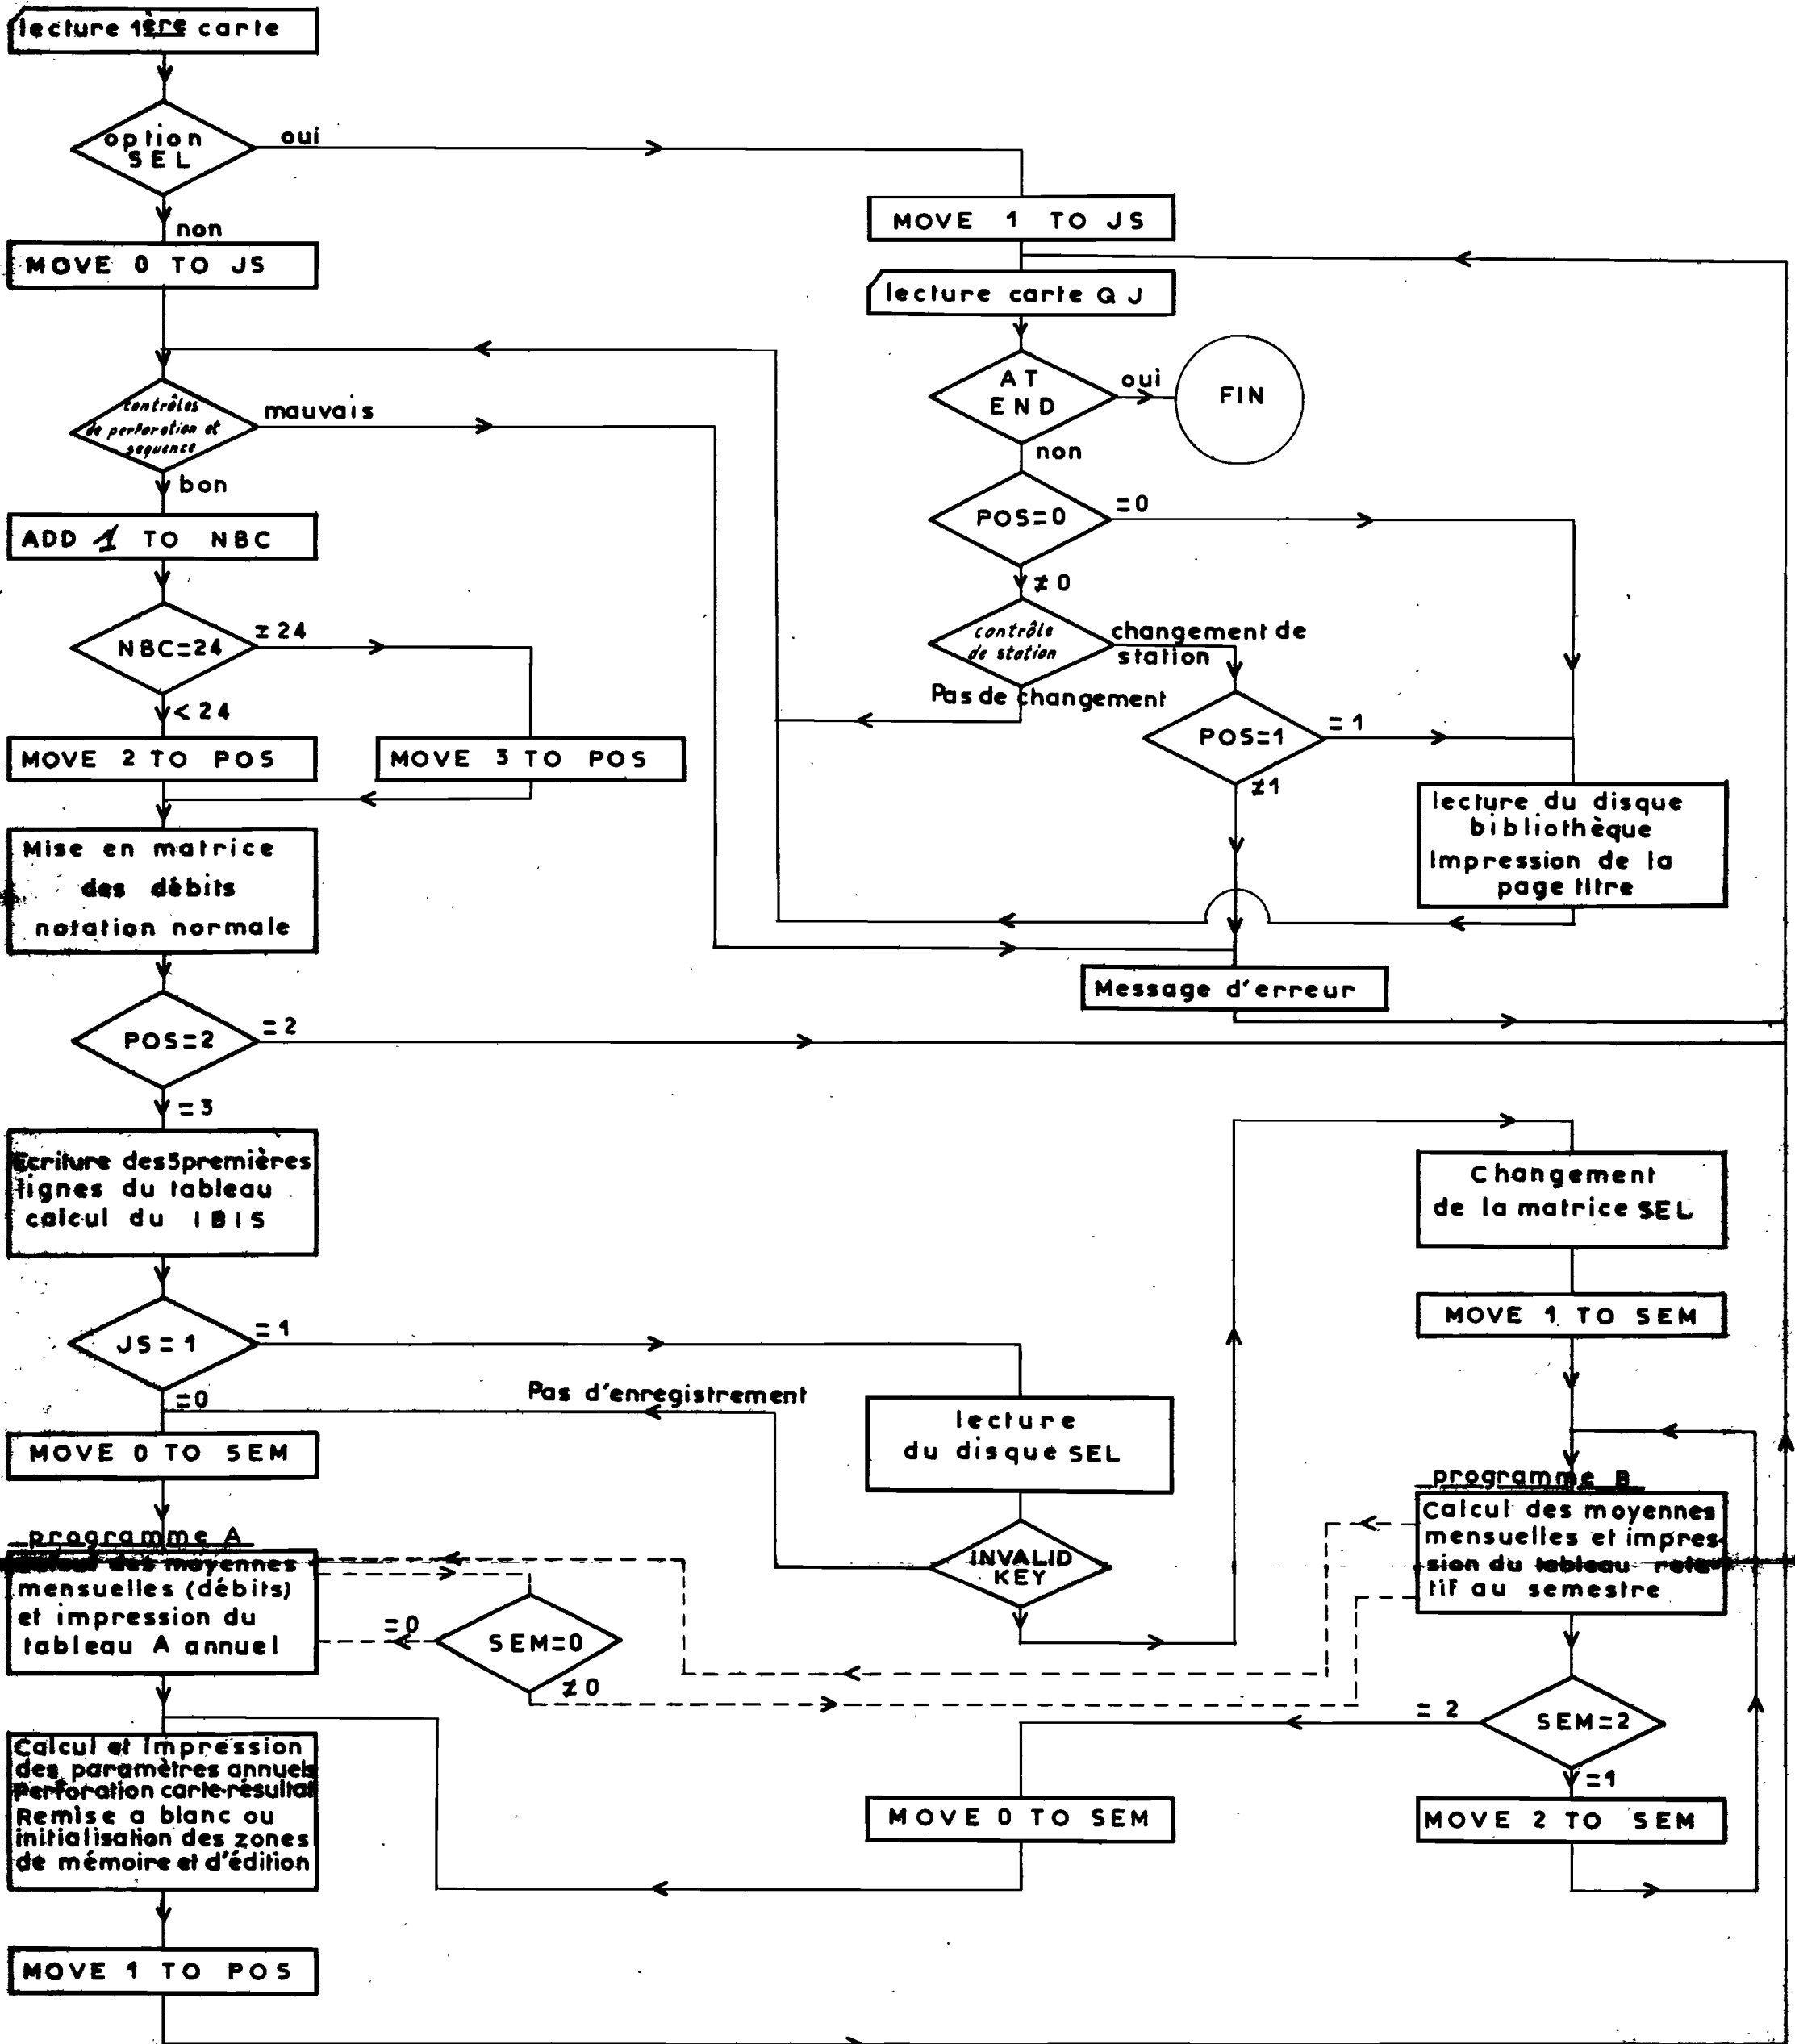 lecture 1ère carte
option
SEL
oui
non
MOVE 0 TO JS
MOVE 1 TO JS
lecture carte QJ
AT
END
oui
FIN
non
contrôles
de perforation et
sequence
mauvais
bon
POS=0
=0
≠0
ADD 1 TO NBC
contrôle
de station
changement de
station
Pas de changement
NBC=24
= 24
< 24
POS=1
= 1
≠1
MOVE 2 TO POS
MOVE 3 TO POS
lecture du disque
bibliothèque
Impression de la
page titre
Mise en matrice
des débits
notation normale
Message d'erreur
POS=2
=2
=3
Ecriture des 5 premières
lignes du tableau
calcul du IBIS
Changement
de la matrice SEL
MOVE 1 TO SEM
JS=1
=1
=0
Pas d'enregistrement
lecture
du disque SEL
MOVE 0 TO SEM
INVALID
KEY
programme A
des moyennes
mensuelles (débits)
et impression du
tableau A annuel
SEM=0
=0
≠0
programme B
Calcul des moyennes
mensuelles et impres-
sion du tableau rela-
tif au semestre
SEM=2
= 2
=1
Calcul et Impression
des paramètres annuels
Perforation carte-résultat
Remise a blanc ou
initialisation des zones
de mémoire et d'édition
MOVE 0 TO SEM
MOVE 2 TO SEM
MOVE 1 TO POS